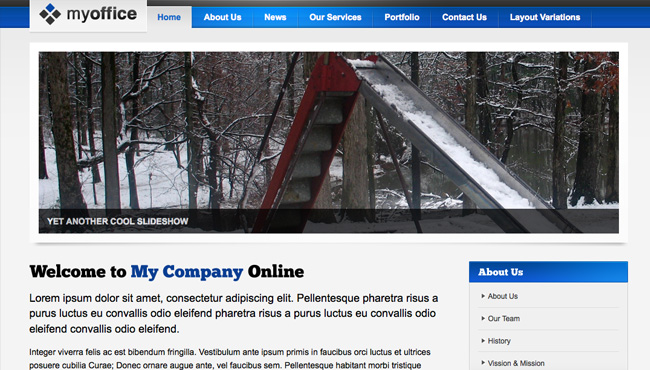 myoffice
Home About Us News Our Services Portfolio Contact Us Layout Variations
YET ANOTHER COOL SLIDESHOW
Welcome to My Company Online
Lorem ipsum dolor sit amet, consectetur adipiscing elit. Pellentesque pharetra risus a
purus luctus eu convallis odio eleifend pharetra risus a purus luctus eu convallis odio
eleifend convallis odio eleifend.
Integer viverra felis ac est bibendum fringilla. Vestibulum ante ipsum primis in faucibus orci luctus et ultrices
posuere cubilia Curae; Donec ornare augue ante, vel faucibus sem. Pellentesque habitant morbi tristique
About Us
About Us
Our Team
History
Vission & Mission